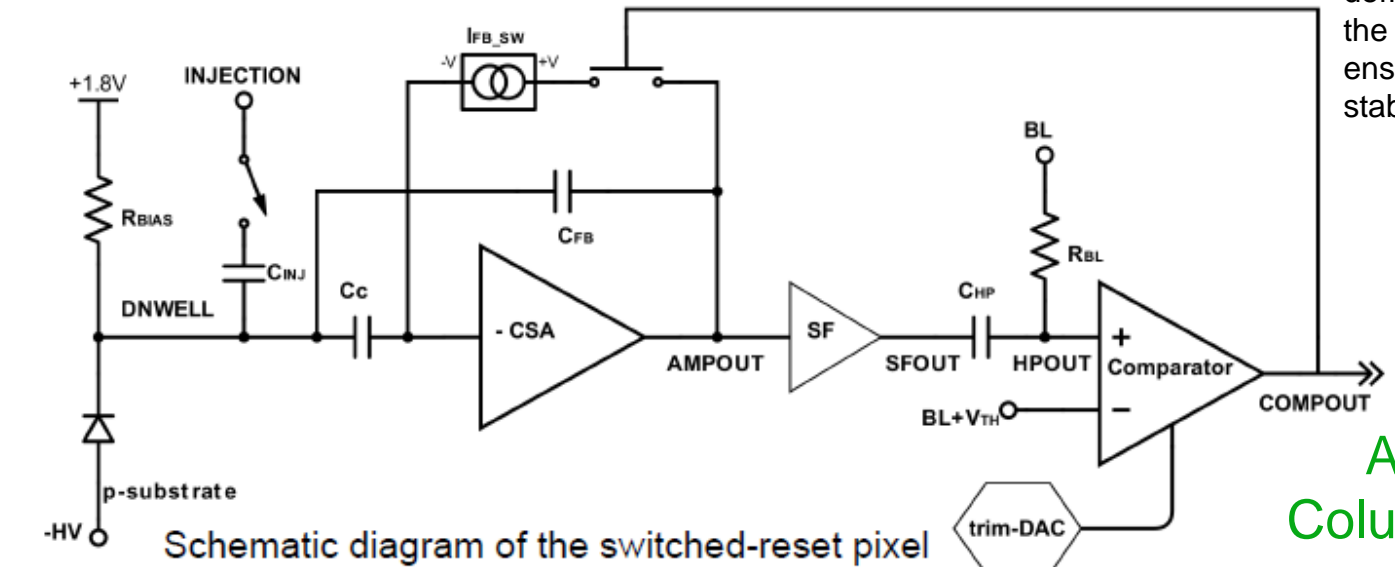 the
ens
stab
IFB_SW
-V
+V
+1.8V
INJECTION
BL
RBIAS
CFB
RBL
CINJ
Cc
CHP
DNWELL
- CSA
SF
+
AMPOUT
SFOUT
HPOUT
Comparator
BL+VTH
−
COMPOUT
p-substrate
-HV
trim-DAC
Schematic diagram of the switched-reset pixel
A
Colu